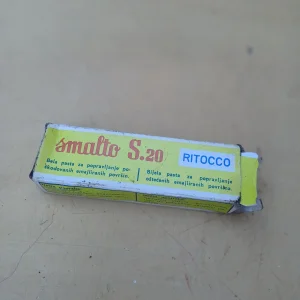 smalto S.20 RITOCCO
Bela pasta za popravljanje po-
škodovanih emajliranih površin.
Bijela pasta za popravljanje
oštećenih emajliranih površina.